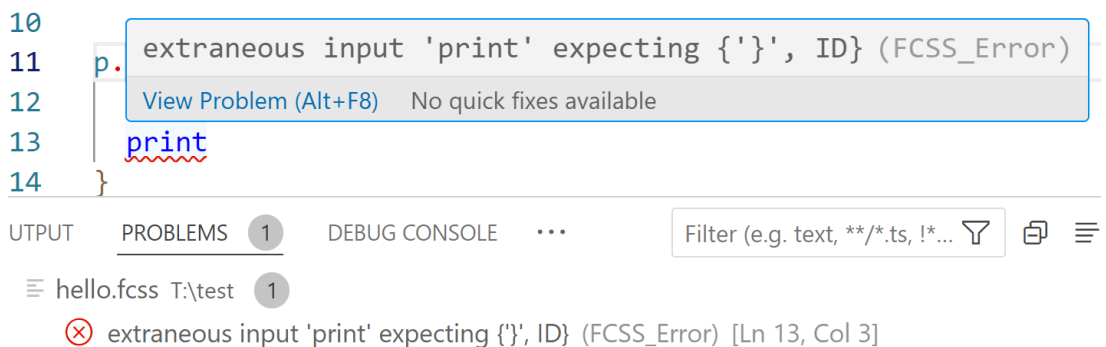 10
extraneous input 'print' expecting {'}', ID} (FCSS_Error)
11 p.
View Problem (Alt+F8) No quick fixes available
12
13 print
14 }
UTPUT PROBLEMS 1 DEBUG CONSOLE ··· Filter (e.g. text, **/*.ts, !*...
hello.fcss T:\test 1
extraneous input 'print' expecting {'}', ID} (FCSS_Error) [Ln 13, Col 3]